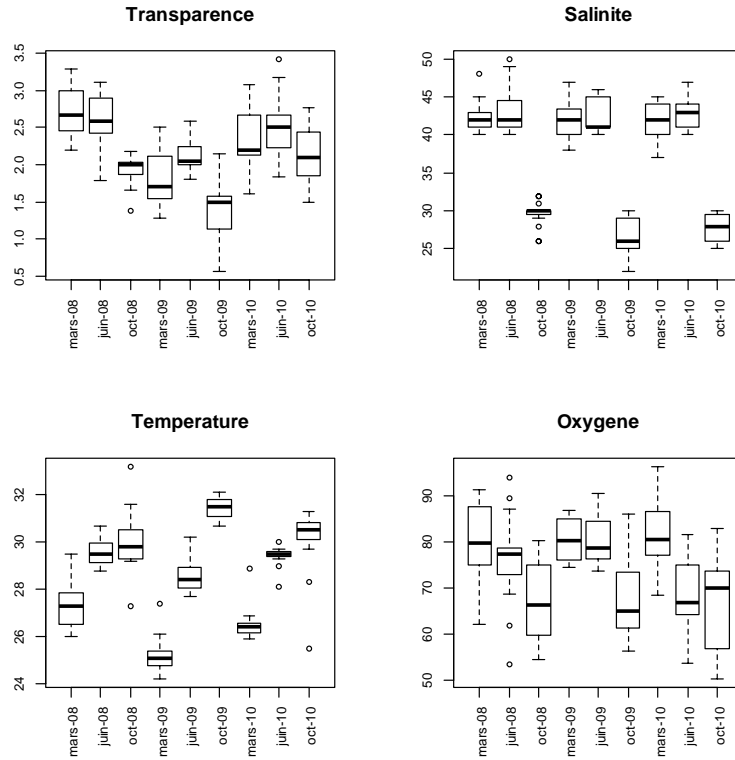 Transparence
3.5
3.0
2.5
2.0
1.5
1.0
0.5
mars-08
juin-08
oct-08
mars-09
juin-09
oct-09
mars-10
juin-10
oct-10
Salinite
50
45
40
35
30
25
mars-08
juin-08
oct-08
mars-09
juin-09
oct-09
mars-10
juin-10
oct-10
Temperature
32
30
28
26
24
mars-08
juin-08
oct-08
mars-09
juin-09
oct-09
mars-10
juin-10
oct-10
Oxygene
90
80
70
60
50
mars-08
juin-08
oct-08
mars-09
juin-09
oct-09
mars-10
juin-10
oct-10